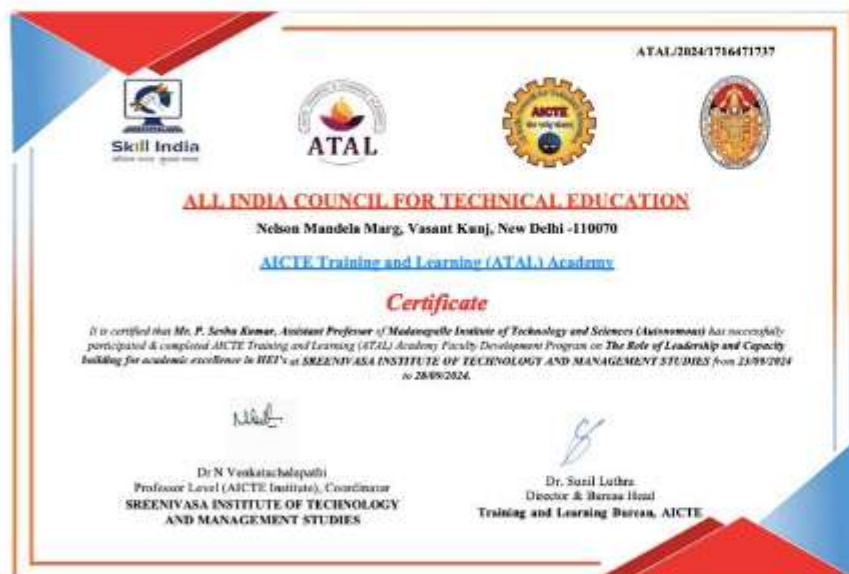 ATAL/2024/1716471737
Skill India
ATAL
AICTE
ALL INDIA COUNCIL FOR TECHNICAL EDUCATION
Nelson Mandela Marg, Vasant Kunj, New Delhi -110070
AICTE Training and Learning (ATAL) Academy
Certificate
It is certified that Mr. P. Seshu Kumar, Assistant Professor of Madanapalle Institute of Technology and Sciences (Autonomous) has successfully
participated & completed AICTE Training and Learning (ATAL) Academy Faculty Development Program on The Role of Leadership and Capacity
building for academic excellence in HEI's at SREENIVASA INSTITUTE OF TECHNOLOGY AND MANAGEMENT STUDIES from 23/09/2024
to 28/09/2024.
Dr N Venkatachalapathi
Professor Level (AICTE Institute), Coordinator
SREENIVASA INSTITUTE OF TECHNOLOGY
AND MANAGEMENT STUDIES
Dr. Sunil Luthra
Director & Bureau Head
Training and Learning Bureau, AICTE